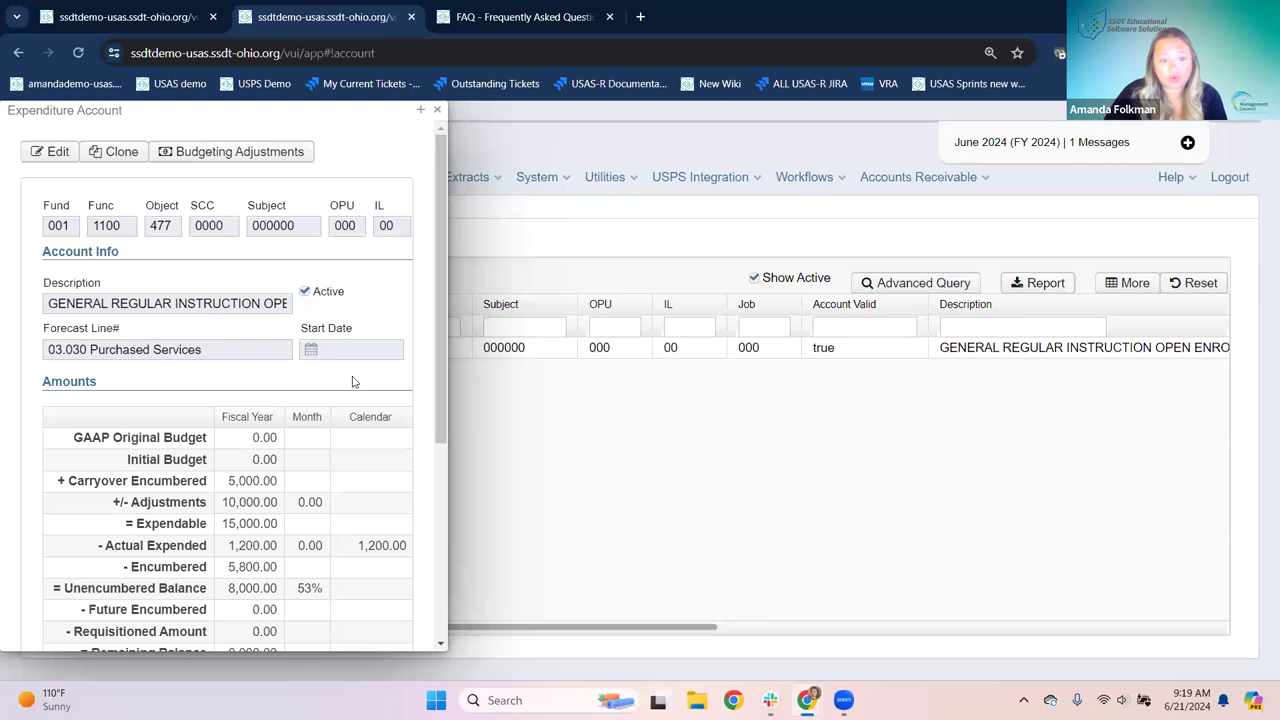 ssdtdemo-usas.ssdt-ohio.org/v
ssdtdemo-usas.ssdt-ohio.org/v
FAQ - Frequently Asked Questi
ssdtdemo-usas.ssdt-ohio.org/vui/app#!account
amandademo-usas.s
USAS demo
USPS Demo
My Current Tickets-...
Outstanding Tickets
USAS-R Documenta...
New Wiki
ALL USAS-R JIRA
VRA
USAS Sprints new w...
SSDT Educational
Software Solutions
Management
Council
Amanda Folkman
Expenditure Account
June 2024 (FY 2024) | 1 Messages
Edit
Clone
Budgeting Adjustments
Extracts
System
Utilities
USPS Integration
Workflows
Accounts Receivable
Help
Logout
Fund Func Object SCC Subject OPU IL
001 1100 477 0000 000000 000 00
Account Info
Description
GENERAL REGULAR INSTRUCTION OPE
Active
Forecast Line#
Start Date
03.030 Purchased Services
Amounts
Fiscal Year Month Calendar
GAAP Original Budget 0.00
Initial Budget 0.00
+ Carryover Encumbered 5,000.00
+/- Adjustments 10,000.00 0.00
= Expendable 15,000.00
- Actual Expended 1,200.00 0.00 1,200.00
- Encumbered 5,800.00
= Unencumbered Balance 8,000.00 53%
- Future Encumbered 0.00
- Requisitioned Amount 0.00
= Remaining Balance 8,000.00
Show Active
Advanced Query
Report
More
Reset
Subject OPU IL Job Account Valid Description
000000 000 00 000 true GENERAL REGULAR INSTRUCTION OPEN ENRO
110°F
Sunny
Search
PRE
9:19 AM
6/21/2024